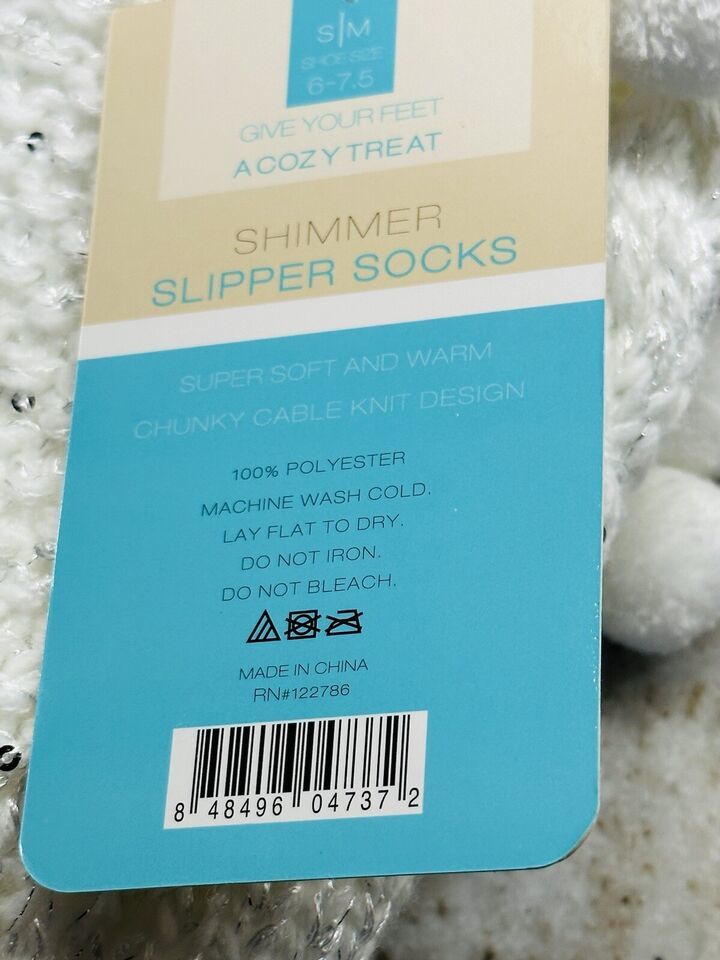 S|M
SHOE SIZE
6-7.5
GIVE YOUR FEET
A COZY TREAT
SHIMMER
SLIPPER SOCKS
SUPER SOFT AND WARM
CHUNKY CABLE KNIT DESIGN
100% POLYESTER
MACHINE WASH COLD.
LAY FLAT TO DRY.
DO NOT IRON.
DO NOT BLEACH.
MADE IN CHINA
RN#122786
8 48496 04737 2